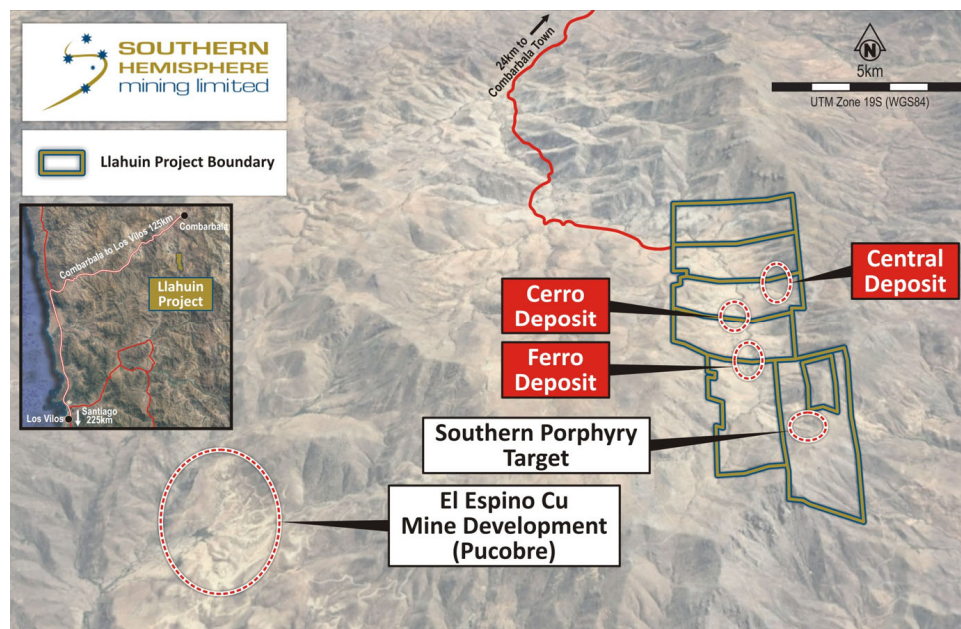 SOUTHERN
HEMISPHERE
mining limited
Llahuin Project Boundary
24km to
Combarbala Town
N
5km
UTM Zone 19S (WGS84)
Combarbala to Los Vilos 125km
Combarbala
Llahuin
Project
Los Vilos
Santiago
225km
Central
Deposit
Cerro
Deposit
Ferro
Deposit
Southern Porphyry
Target
El Espino Cu
Mine Development
(Pucobre)